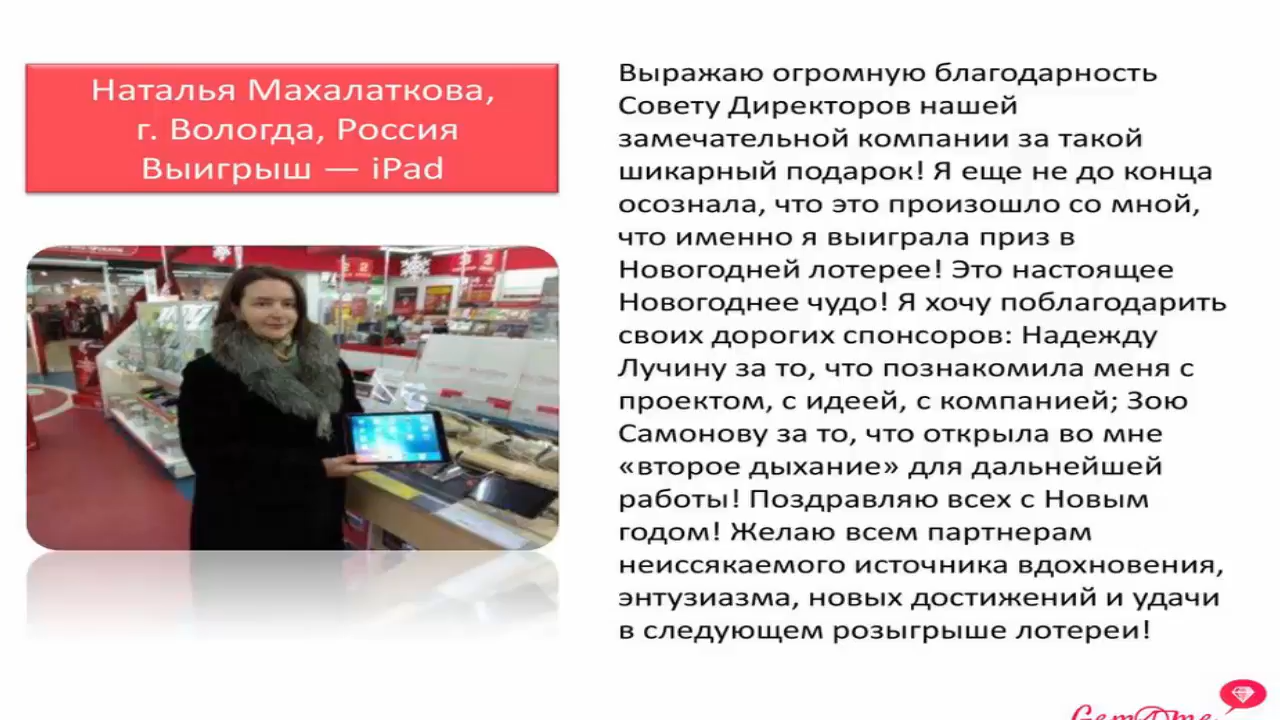 Наталья Махалаткова,
г. Вологда, Россия
Выигрыш — iPad
Выражаю огромную благодарность
Совету Директоров нашей
замечательной компании за такой
шикарный подарок! Я еще не до конца
осознала, что это произошло со мной,
что именно я выиграла приз в
Новогодней лотерее! Это настоящее
Новогоднее чудо! Я хочу поблагодарить
своих дорогих спонсоров: Надежду
Лучину за то, что познакомила меня с
проектом, с идеей, с компанией; Зою
Самонову за то, что открыла во мне
«второе дыхание» для дальнейшей
работы! Поздравляю всех с Новым
годом! Желаю всем партнерам
неиссякаемого источника вдохновения,
энтузиазма, новых достижений и удачи
в следующем розыгрыше лотереи!